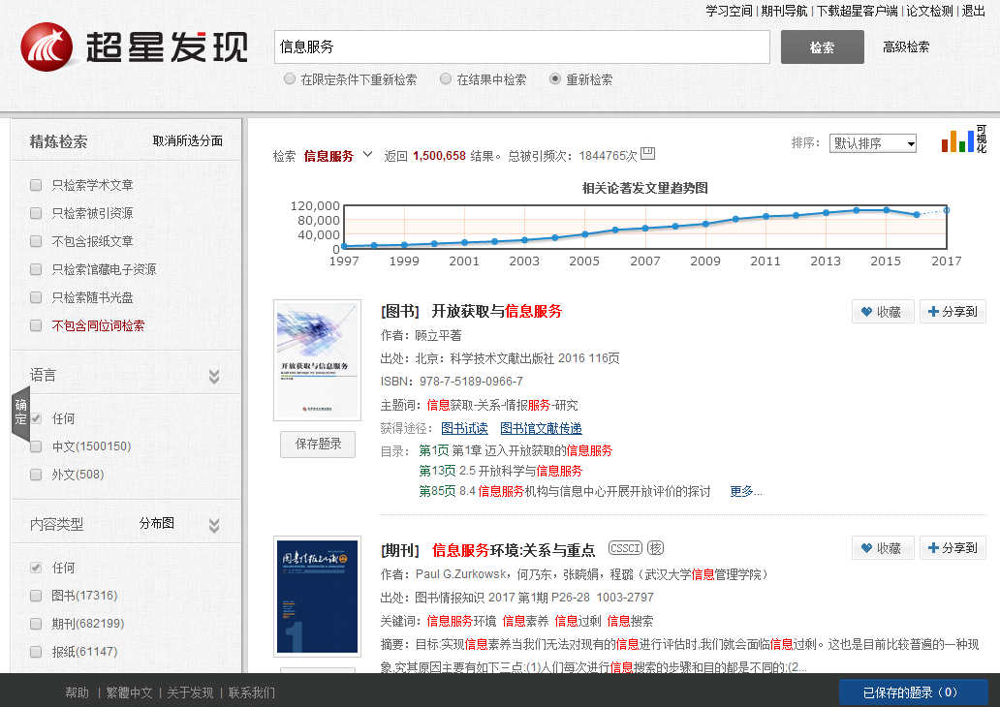 学习空间 | 期刊导航 | 下载超星客户端 | 论文检测 | 退出
超星发现
信息服务
检索
高级检索
在限定条件下重新检索 在结果中检索 重新检索
精炼检索 取消所选分面
只检索学术文章
只检索被引资源
不包含报纸文章
只检索馆藏电子资源
只检索随书光盘
不包含同位词检索
语言
确定
任何
中文(1500150)
外文(508)
内容类型 分布图
任何
图书(17316)
期刊(682199)
报纸(61147)
检索 信息服务 返回 1,500,658 结果。总被引频次：1844765次
排序： 默认排序
可视化
相关论著发文量趋势图
120,000
80,000
40,000
0
1997 1999 2001 2003 2005 2007 2009 2011 2013 2015 2017
开放获取与信息服务
保存题录
[图书] 开放获取与信息服务
收藏 分享到
作者：顾立平著
出处：北京：科学技术文献出版社 2016 116页
ISBN：978-7-5189-0966-7
主题词：信息获取-关系-情报服务-研究
获得途径： 图书试读 图书馆文献传递
目录： 第1页 第1章 迈入开放获取的信息服务
第13页 2.5 开放科学与信息服务
第85页 8.4 信息服务机构与信息中心开展开放评价的探讨 更多...
图书情报知识
1
[期刊] 信息服务环境:关系与重点 CSSCI 核
收藏 分享到
作者：Paul G.Zurkowsk，何乃东，张晓娟，程璐（武汉大学信息管理学院）
出处：图书情报知识 2017 第1期 P26-28 1003-2797
关键词：信息服务环境 信息素养 信息过剩 信息搜索
摘要：目标:实现信息素养当我们无法对现有的信息进行评估时,我们就会面临信息过剩。这也是目前比较普遍的一种现
象,究其原因主要有如下三点:(1)人们每次进行信息搜索的步骤和目的都是不同的;(2...
帮助 | 繁體中文 | 关于发现 | 联系我们
已保存的题录（0）